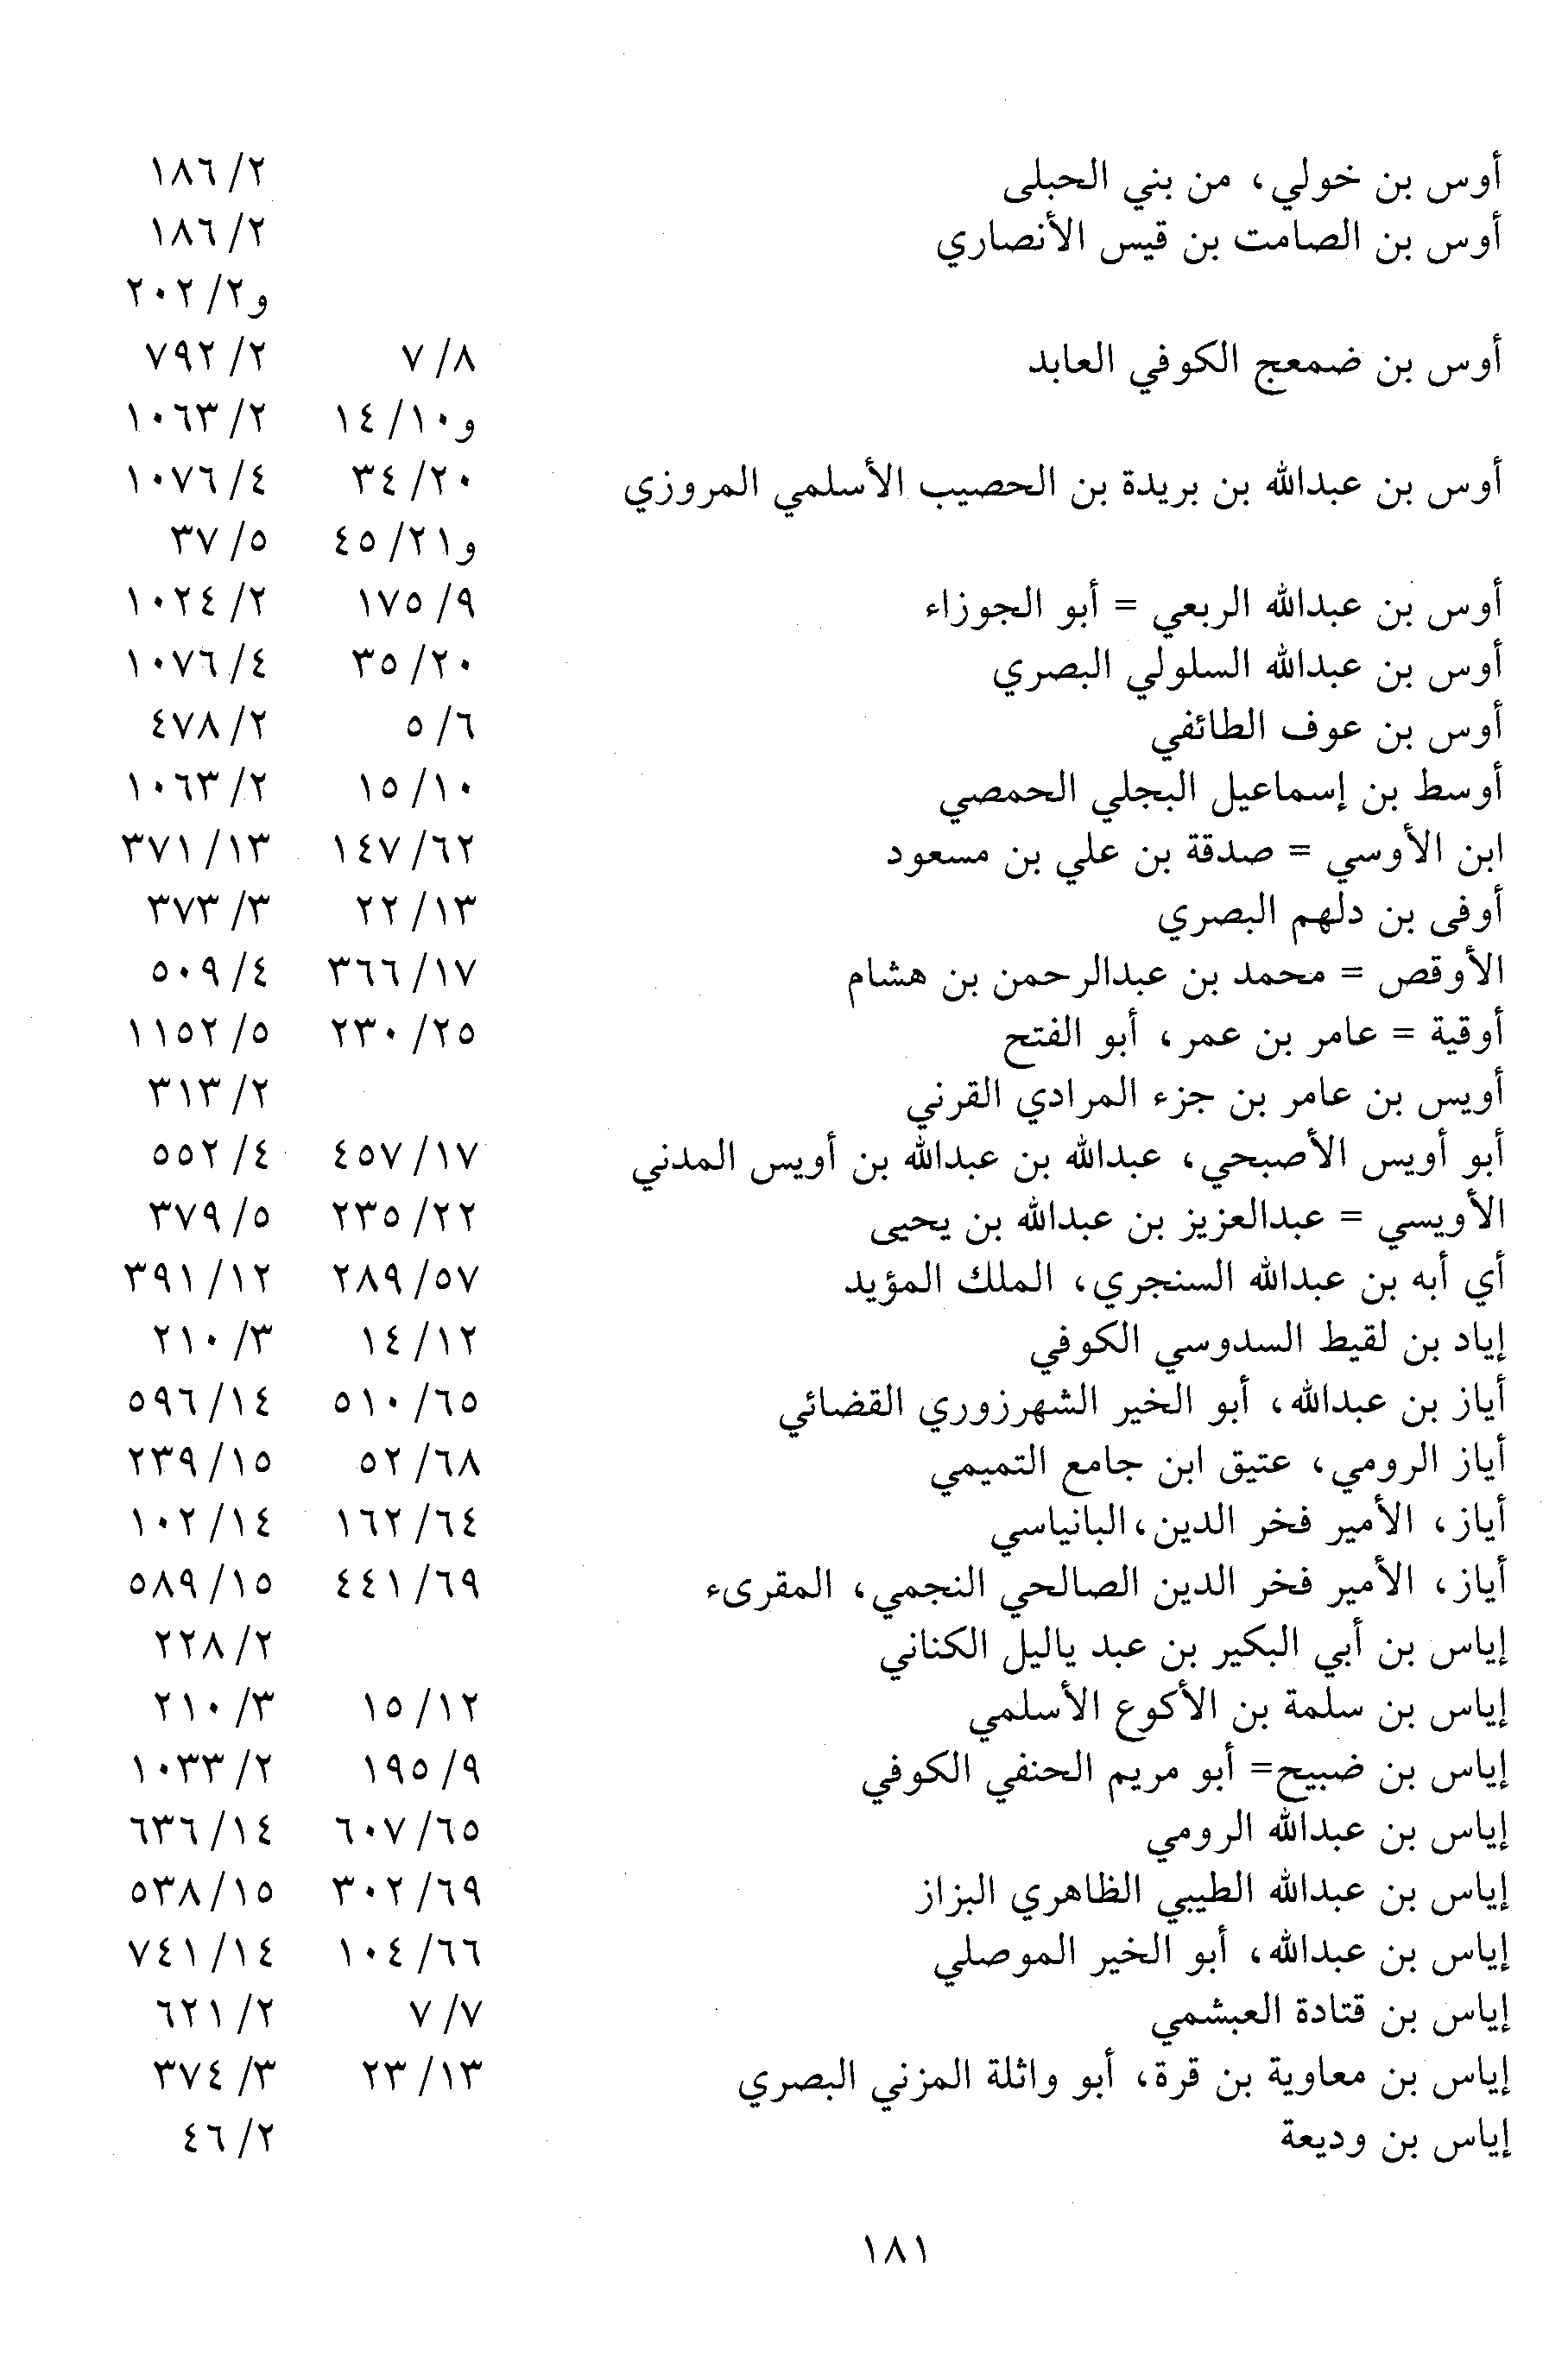 أوس بن خولي، من بني الحبلى ٢/ ١٨٦
أوس بن الصامت بن قيس الأنصاري ٢/ ١٨٦
و٢/ ٢٠٢
أوس بن ضمعج الكوفي العابد ٨/ ٧ ٢/ ٧٩٢
و١٠/ ١٤ ٢/ ١٠٦٣
أوس بن عبدالله بن بريدة بن الحصيب الأسلمي المروزي ٢٠/ ٣٤ ٤/ ١٠٧٦
و٢١/ ٤٥ ٥/ ٣٧
أوس بن عبدالله الربعي = أبو الجوزاء ٩/ ١٧٥ ٢/ ١٠٢٤
أوس بن عبدالله السلولي البصري ٢٠/ ٣٥ ٤/ ١٠٧٦
أوس بن عوف الطائفي ٦/ ٥ ٢/ ٤٧٨
أوسط بن إسماعيل البجلي الحمصي ١٠/ ١٥ ٢/ ١٠٦٣
ابن الأوسي = صدقة بن علي بن مسعود ٦٢/ ١٤٧ ١٣/ ٣٧١
أوفى بن دلهم البصري ١٣/ ٢٢ ٣/ ٣٧٣
الأوقص = محمد بن عبدالرحمن بن هشام ١٧/ ٣٦٦ ٤/ ٥٠٩
أوقية = عامر بن عمر، أبو الفتح ٢٥/ ٢٣٠ ٥/ ١١٥٢
أويس بن عامر بن جزء المرادي القرني ٢/ ٣١٣
أبو أويس الأصبحي، عبدالله بن عبدالله بن أويس المدني ١٧/ ٤٥٧ ٤/ ٥٥٢
الأويسي = عبدالعزيز بن عبدالله بن يحيى ٢٢/ ٢٣٥ ٥/ ٣٧٩
أي أبه بن عبدالله السنجري، الملك المؤيد ٥٧/ ٢٨٩ ١٢/ ٣٩١
إياد بن لقيط السدوسي الكوفي ١٢/ ١٤ ٣/ ٢١٠
أياز بن عبدالله، أبو الخير الشهرزوري القضائي ٦٥/ ٥١٠ ١٤/ ٥٩٦
أياز الرومي، عتيق ابن جامع التميمي ٦٨/ ٥٢ ١٥/ ٢٣٩
أياز، الأمير فخر الدين،البانياسي ٦٤/ ١٦٢ ١٤/ ١٠٢
أياز، الأمير فخر الدين الصالحي النجمي، المقرىء ٦٩/ ٤٤١ ١٥/ ٥٨٩
إياس بن أبي البكير بن عبد ياليل الكناني ٢/ ٢٢٨
إياس بن سلمة بن الأكوع الأسلمي ١٢/ ١٥ ٣/ ٢١٠
إياس بن ضبيح= أبو مريم الحنفي الكوفي ٩/ ١٩٥ ٢/ ١٠٣٣
إياس بن عبدالله الرومي ٦٥/ ٦٠٧ ١٤/ ٦٣٦
إياس بن عبدالله الطيبي الظاهري البزاز ٦٩/ ٣٠٢ ١٥/ ٥٣٨
إياس بن عبدالله، أبو الخير الموصلي ٦٦/ ١٠٤ ١٤/ ٧٤١
إياس بن قتادة العبشمي ٧/ ٧ ٢/ ٦٢١
إياس بن معاوية بن قرة، أبو واثلة المزني البصري ١٣/ ٢٣ ٣/ ٣٧٤
إياس بن وديعة ٢/ ٤٦
١٨١